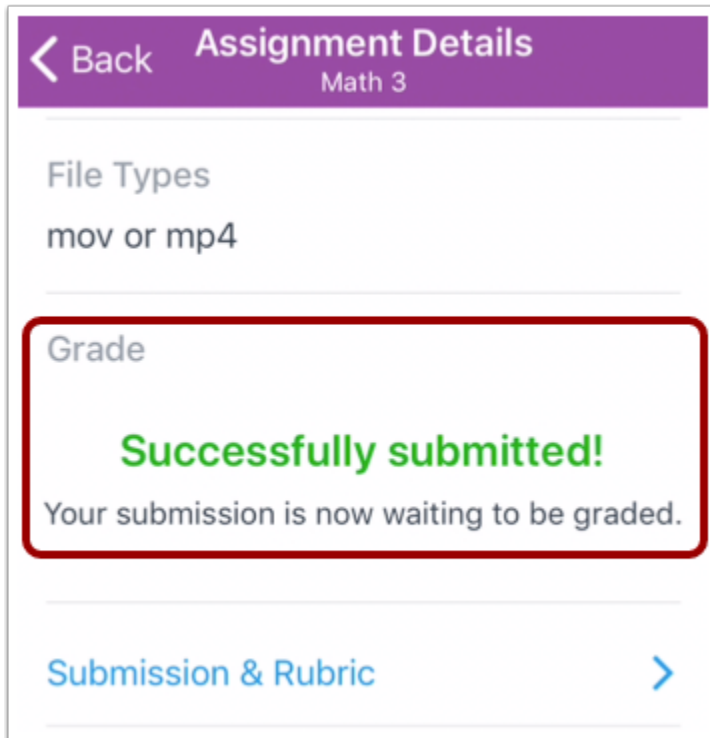 Back
Assignment Details
Math 3
File Types
mov or mp4
Grade
Successfully submitted!
Your submission is now waiting to be graded.
Submission & Rubric